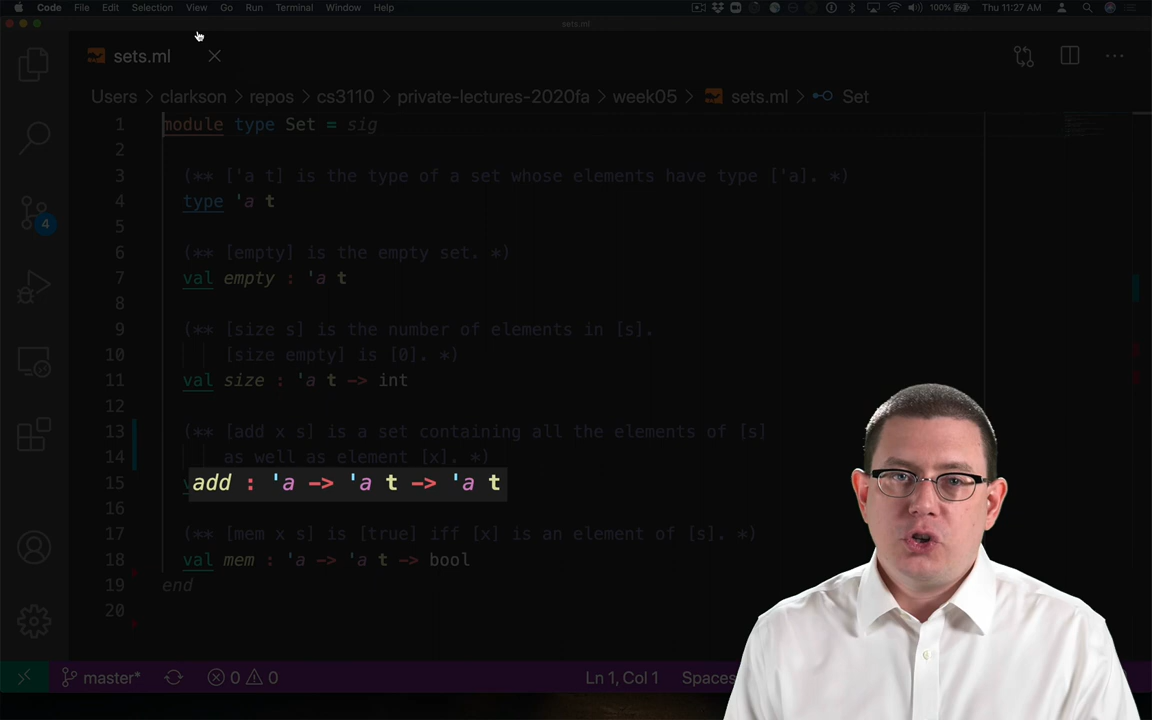 Code File Edit Selection View Go Run Terminal Window Help 100% Thu 11:27 AM
sets.ml
sets.ml
Users > clarkson > repos > cs3110 > private-lectures-2020fa > week05 > sets.ml > Set
1 module type Set = sig
2
3 (** ['a t] is the type of a set whose elements have type ['a]. *)
4 type 'a t
5
6 (** [empty] is the empty set. *)
7 val empty : 'a t
8
9 (** [size s] is the number of elements in [s].
10 [size empty] is [0]. *)
11 val size : 'a t -> int
12
13 (** [add x s] is a set containing all the elements of [s]
14 as well as element [x]. *)
15 add : 'a -> 'a t -> 'a t
16
17 (** [mem x s] is [true] iff [x] is an element of [s]. *)
18 val mem : 'a -> 'a t -> bool
19 end
20
4
master* 0 0 Ln 1, Col 1 Spaces